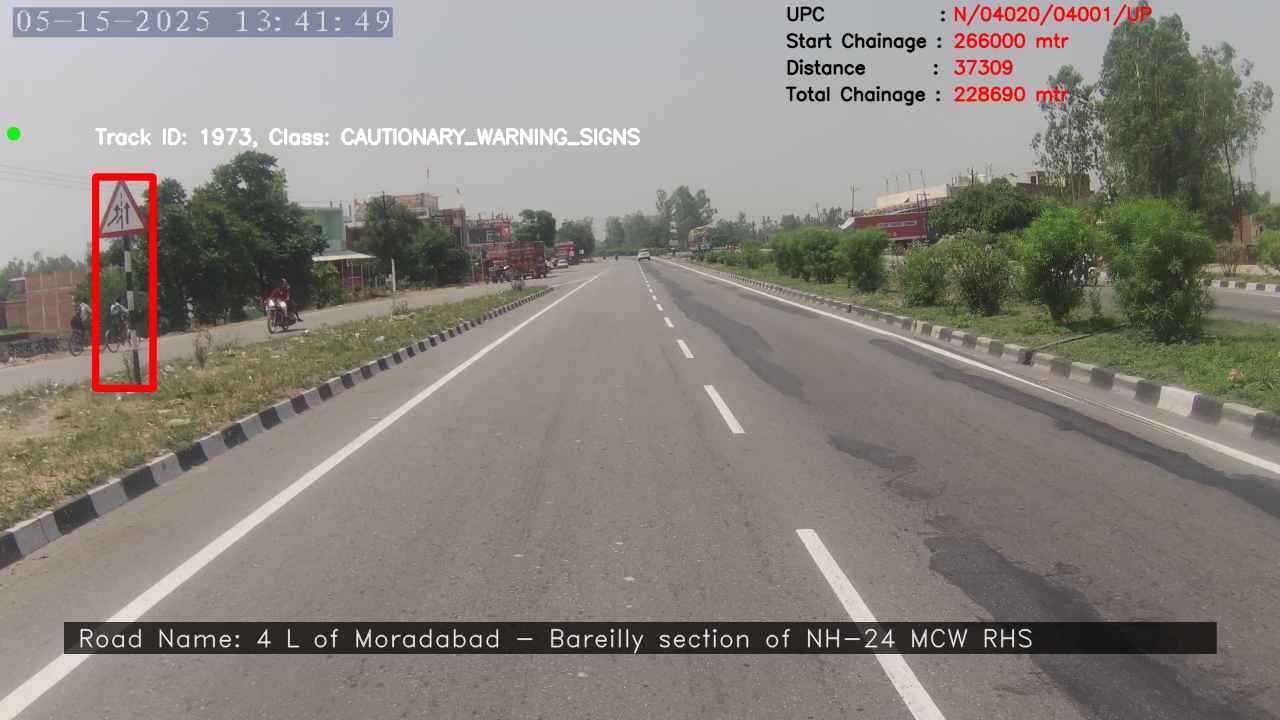 05-15-2025 13:41:49
UPC : N/04020/04001/UP
Start Chainage : 266000 mtr
Distance : 37309
Total Chainage : 228690 mtr
Track ID: 1973, Class: CAUTIONARY_WARNING_SIGNS
Road Name: 4 L of Moradabad - Bareilly section of NH-24 MCW RHS